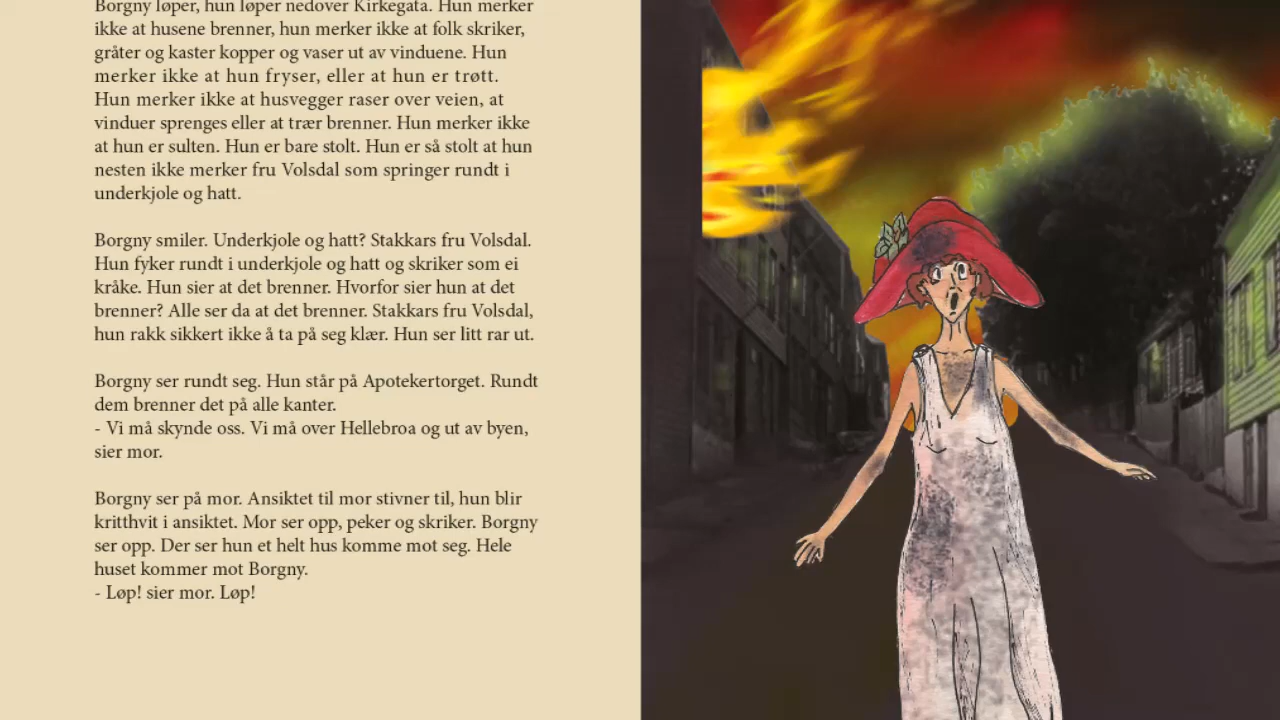 Borgny løper, hun løper nedover Kirkegata. Hun merker
ikke at husene brenner, hun merker ikke at folk skriker,
gråter og kaster kopper og vaser ut av vinduene. Hun
merker ikke at hun fryser, eller at hun er trøtt.
Hun merker ikke at husvegger raser over veien, at
vinduer sprenges eller at trær brenner. Hun merker ikke
at hun er sulten. Hun er bare stolt. Hun er så stolt at hun
nesten ikke merker fru Volsdal som springer rundt i
underkjole og hatt.
Borgny smiler. Underkjole og hatt? Stakkars fru Volsdal.
Hun fyker rundt i underkjole og hatt og skriker som ei
kråke. Hun sier at det brenner. Hvorfor sier hun at det
brenner? Alle ser da at det brenner. Stakkars fru Volsdal,
hun rakk sikkert ikke å ta på seg klær. Hun ser litt rar ut.
Borgny ser rundt seg. Hun står på Apotekertorget. Rundt
dem brenner det på alle kanter.
- Vi må skynde oss. Vi må over Hellebroa og ut av byen,
sier mor.
Borgny ser på mor. Ansiktet til mor stivner til, hun blir
kritthvit i ansiktet. Mor ser opp, peker og skriker. Borgny
ser opp. Der ser hun et helt hus komme mot seg. Hele
huset kommer mot Borgny.
- Løp! sier mor. Løp!